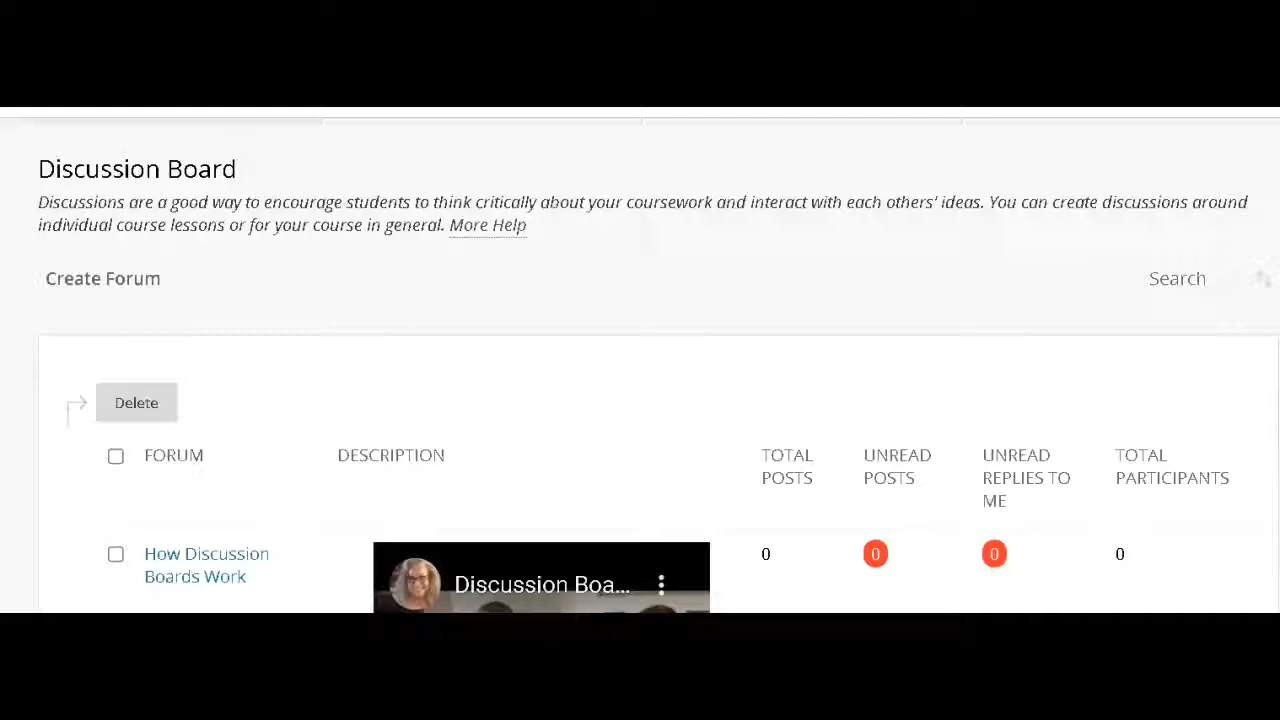 Discussion Board
Discussions are a good way to encourage students to think critically about your coursework and interact with each others' ideas. You can create discussions around
individual course lessons or for your course in general. More Help
Create Forum
Search
Delete
FORUM
DESCRIPTION
TOTAL
POSTS
UNREAD
POSTS
UNREAD
REPLIES TO
ME
TOTAL
PARTICIPANTS
How Discussion
Boards Work
Discussion Boa...
0
0
0
0